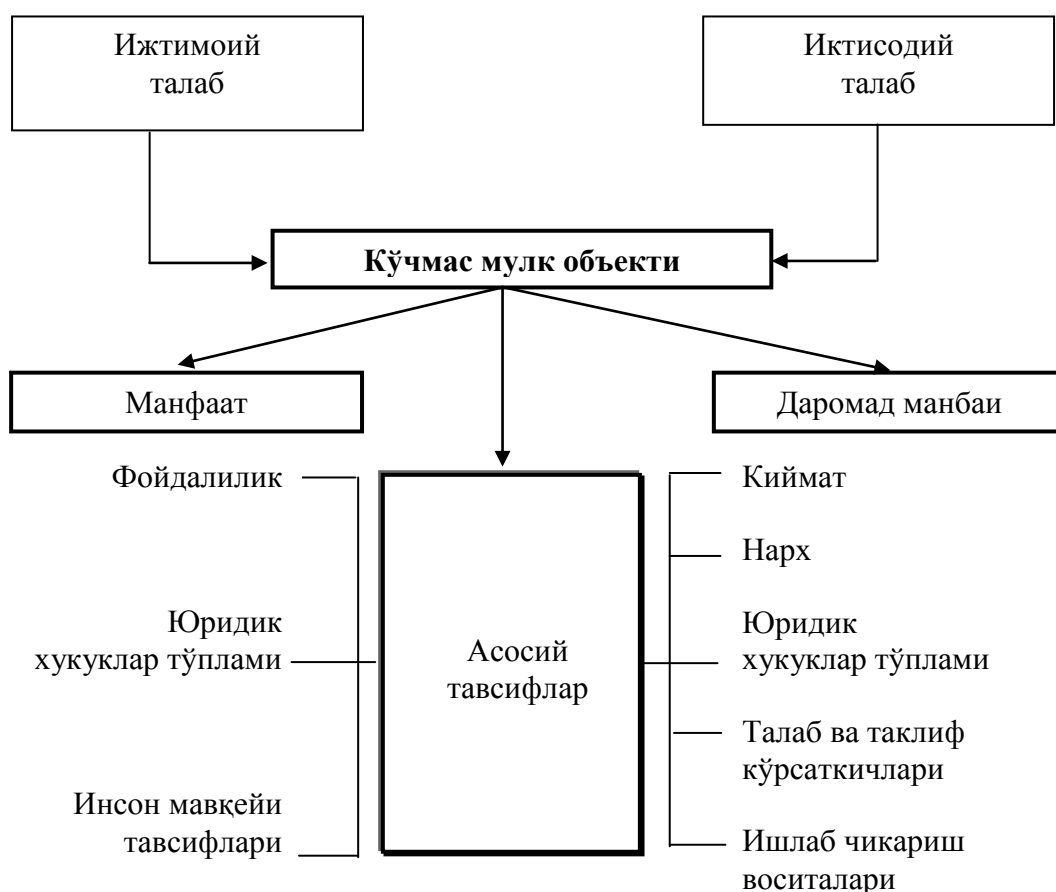 Ижтимоий
талаб
Иктисодий
талаб
Кўчмас мулк объекти
Манфаат
Даромад манбаи
Фойдалилик
Юридик
хукуклар тўплами
Инсон мавқейи
тавсифлари
Асосий
тавсифлар
Киймат
Нарх
Юридик
хукуклар тўплами
Талаб ва таклиф
кўрсаткичлари
Ишлаб чикариш
воситалари